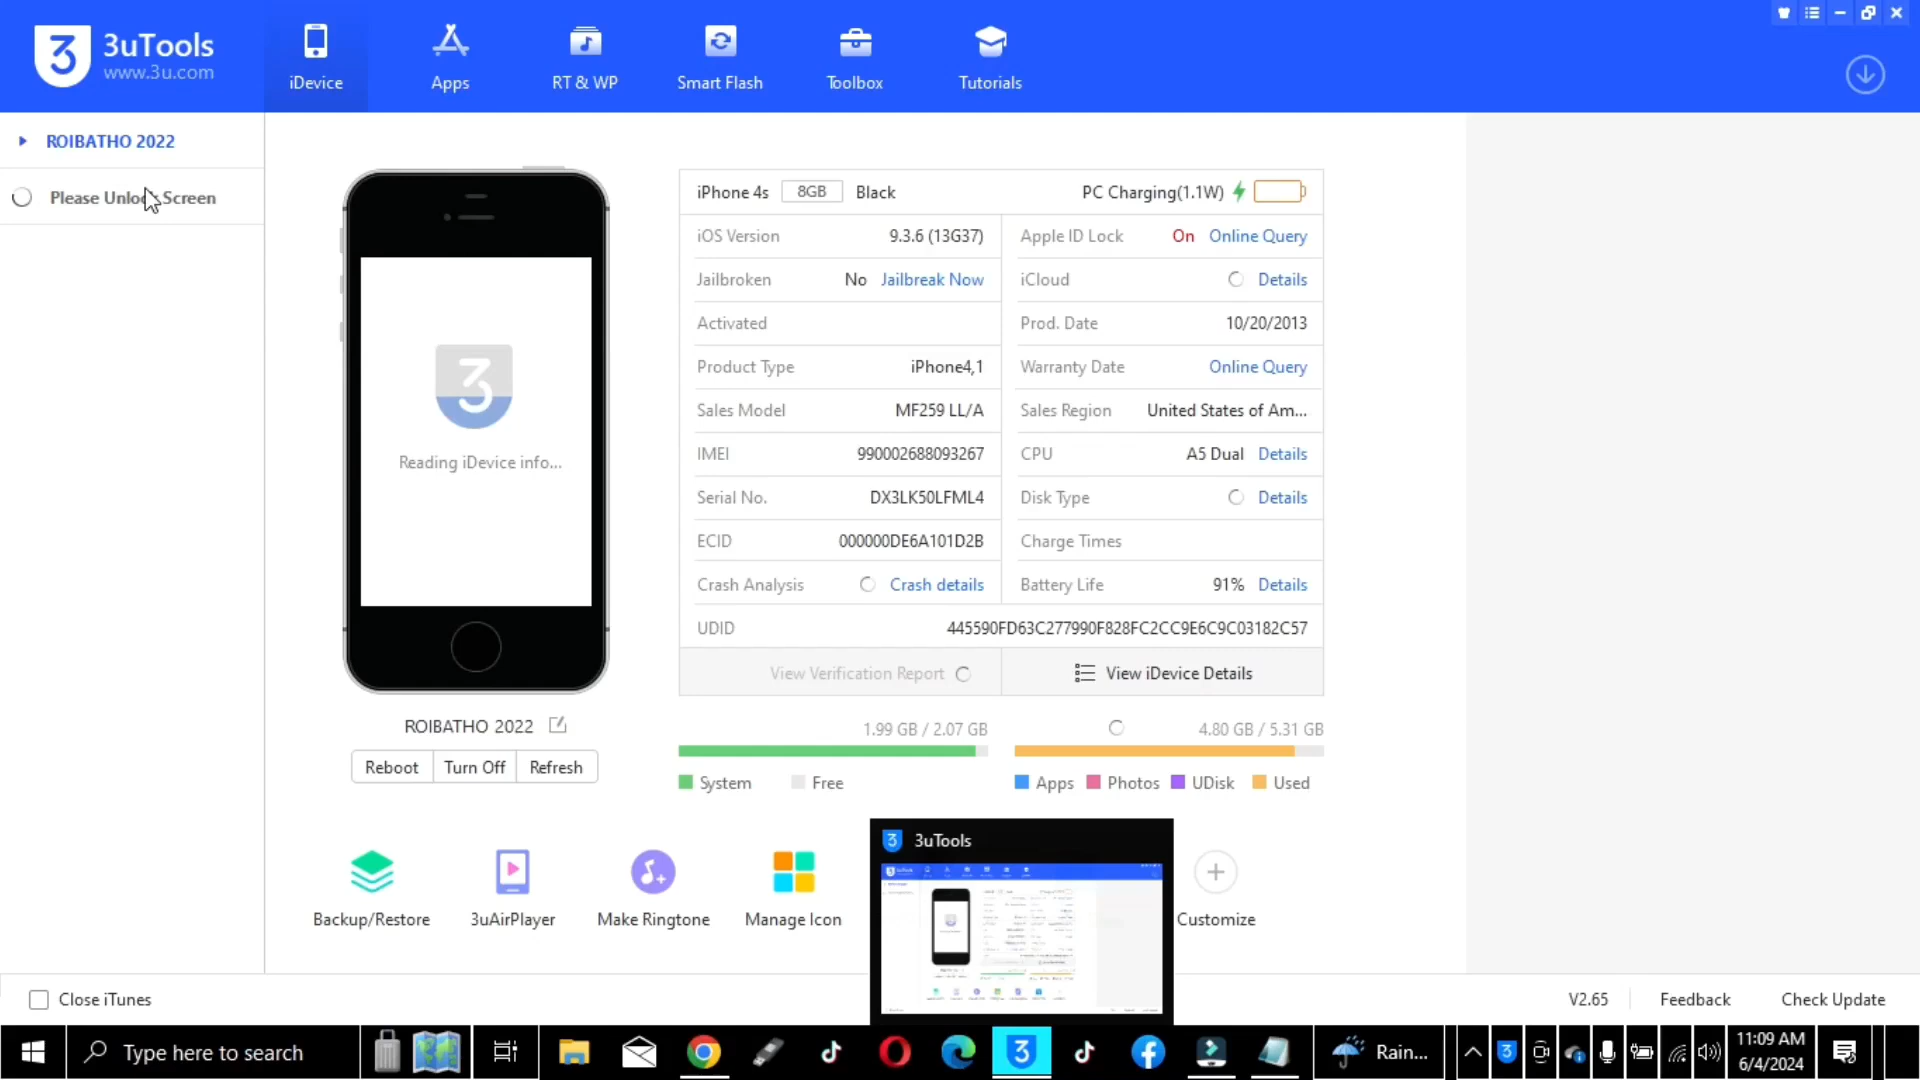 3 3uTools
www.3u.com
iDevice
Apps
RT & WP
Smart Flash
Toolbox
Tutorials
ROIBATHO 2022
Please Unlock Screen
3
Reading iDevice info...
ROIBATHO 2022
Reboot Turn Off Refresh
iPhone 4s 8GB Black PC Charging(1.1W)
iOS Version 9.3.6 (13G37) Apple ID Lock On Online Query
Jailbroken No Jailbreak Now iCloud Details
Activated Prod. Date 10/20/2013
Product Type iPhone4,1 Warranty Date Online Query
Sales Model MF259 LL/A Sales Region United States of Am...
IMEI 990002688093267 CPU A5 Dual Details
Serial No. DX3LK50LFML4 Disk Type Details
ECID 000000DE6A101D2B Charge Times
Crash Analysis Crash details Battery Life 91% Details
UDID 445590FD63C277990F828FC2CC9E6C9C03182C57
View Verification Report View iDevice Details
1.99 GB / 2.07 GB 4.80 GB / 5.31 GB
System Free Apps Photos UDisk Used
Backup/Restore 3uAirPlayer Make Ringtone Manage Icon Customize
3 3uTools
Close iTunes V2.65 Feedback Check Update
Type here to search
3
Rain...
3
11:09 AM
6/4/2024